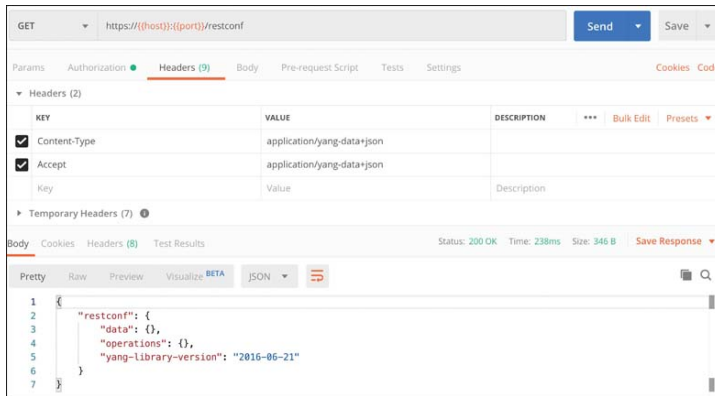 GET https://{{host}}:{{port}}/restconf Send Save
Params Authorization Headers (9) Body Pre-request Script Tests Settings Cookies Cod
Headers (2)
KEY VALUE DESCRIPTION ••• Bulk Edit Presets
Content-Type application/yang-data+json
Accept application/yang-data+json
Key Value Description
Temporary Headers (7) i
Body Cookies Headers (8) Test Results Status: 200 OK Time: 238ms Size: 346 B Save Response
Pretty Raw Preview Visualize BETA JSON
1 {
2 "restconf": {
3 "data": {},
4 "operations": {},
5 "yang-library-version": "2016-06-21"
6 }
7 }